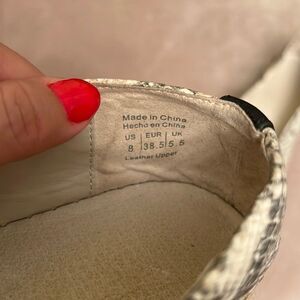 Made in China
Hecho en China
US | EUR | UK
8 | 38.5 | 5.5
Leather Upper